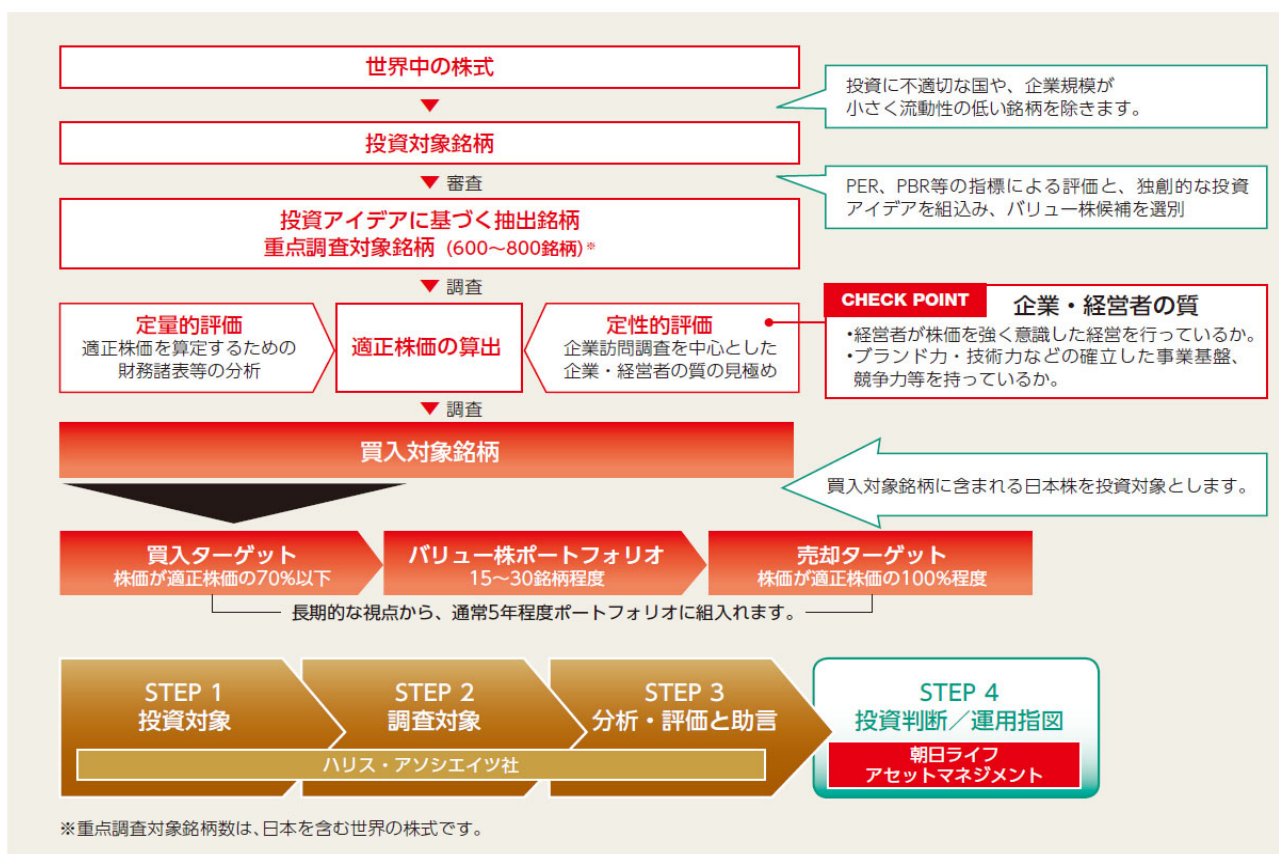 世界中の株式
▼
投資に不適切な国や、企業規模が
小さく流動性の低い銘柄を除きます。
投資対象銘柄
▼ 審査
PER、PBR等の指標による評価と、独創的な投資
アイデアを組込み、バリュー株候補を選別
投資アイデアに基づく抽出銘柄
重点調査対象銘柄（600～800銘柄）※
▼ 調査
定量的評価
適正株価を算定するための
財務諸表等の分析
適正株価の算出
定性的評価
企業訪問調査を中心とした
企業・経営者の質の見極め
CHECK POINT 企業・経営者の質
・経営者が株価を強く意識した経営を行っているか。
・ブランド力・技術力などの確立した事業基盤、
競争力等を持っているか。
▼ 調査
買入対象銘柄
買入対象銘柄に含まれる日本株を投資対象とします。
買入ターゲット
株価が適正株価の70%以下
バリュー株ポートフォリオ
15～30銘柄程度
売却ターゲット
株価が適正株価の100%程度
長期的な視点から、通常5年程度ポートフォリオに組入れます。
STEP 1
投資対象
STEP 2
調査対象
STEP 3
分析・評価と助言
ハリス・アソシエイツ社
STEP 4
投資判断／運用指図
朝日ライフ
アセットマネジメント
※重点調査対象銘柄数は、日本を含む世界の株式です。